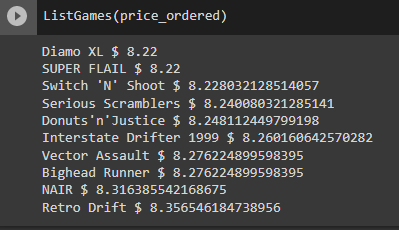 ListGames(price_ordered)
Diamo XL $ 8.22
SUPER FLAIL $ 8.22
Switch 'N' Shoot $ 8.228032128514057
Serious Scramblers $ 8.240080321285141
Donuts'n'Justice $ 8.248112449799198
Interstate Drifter 1999 $ 8.260160642570282
Vector Assault $ 8.276224899598395
Bighead Runner $ 8.276224899598395
NAIR $ 8.316385542168675
Retro Drift $ 8.356546184738956